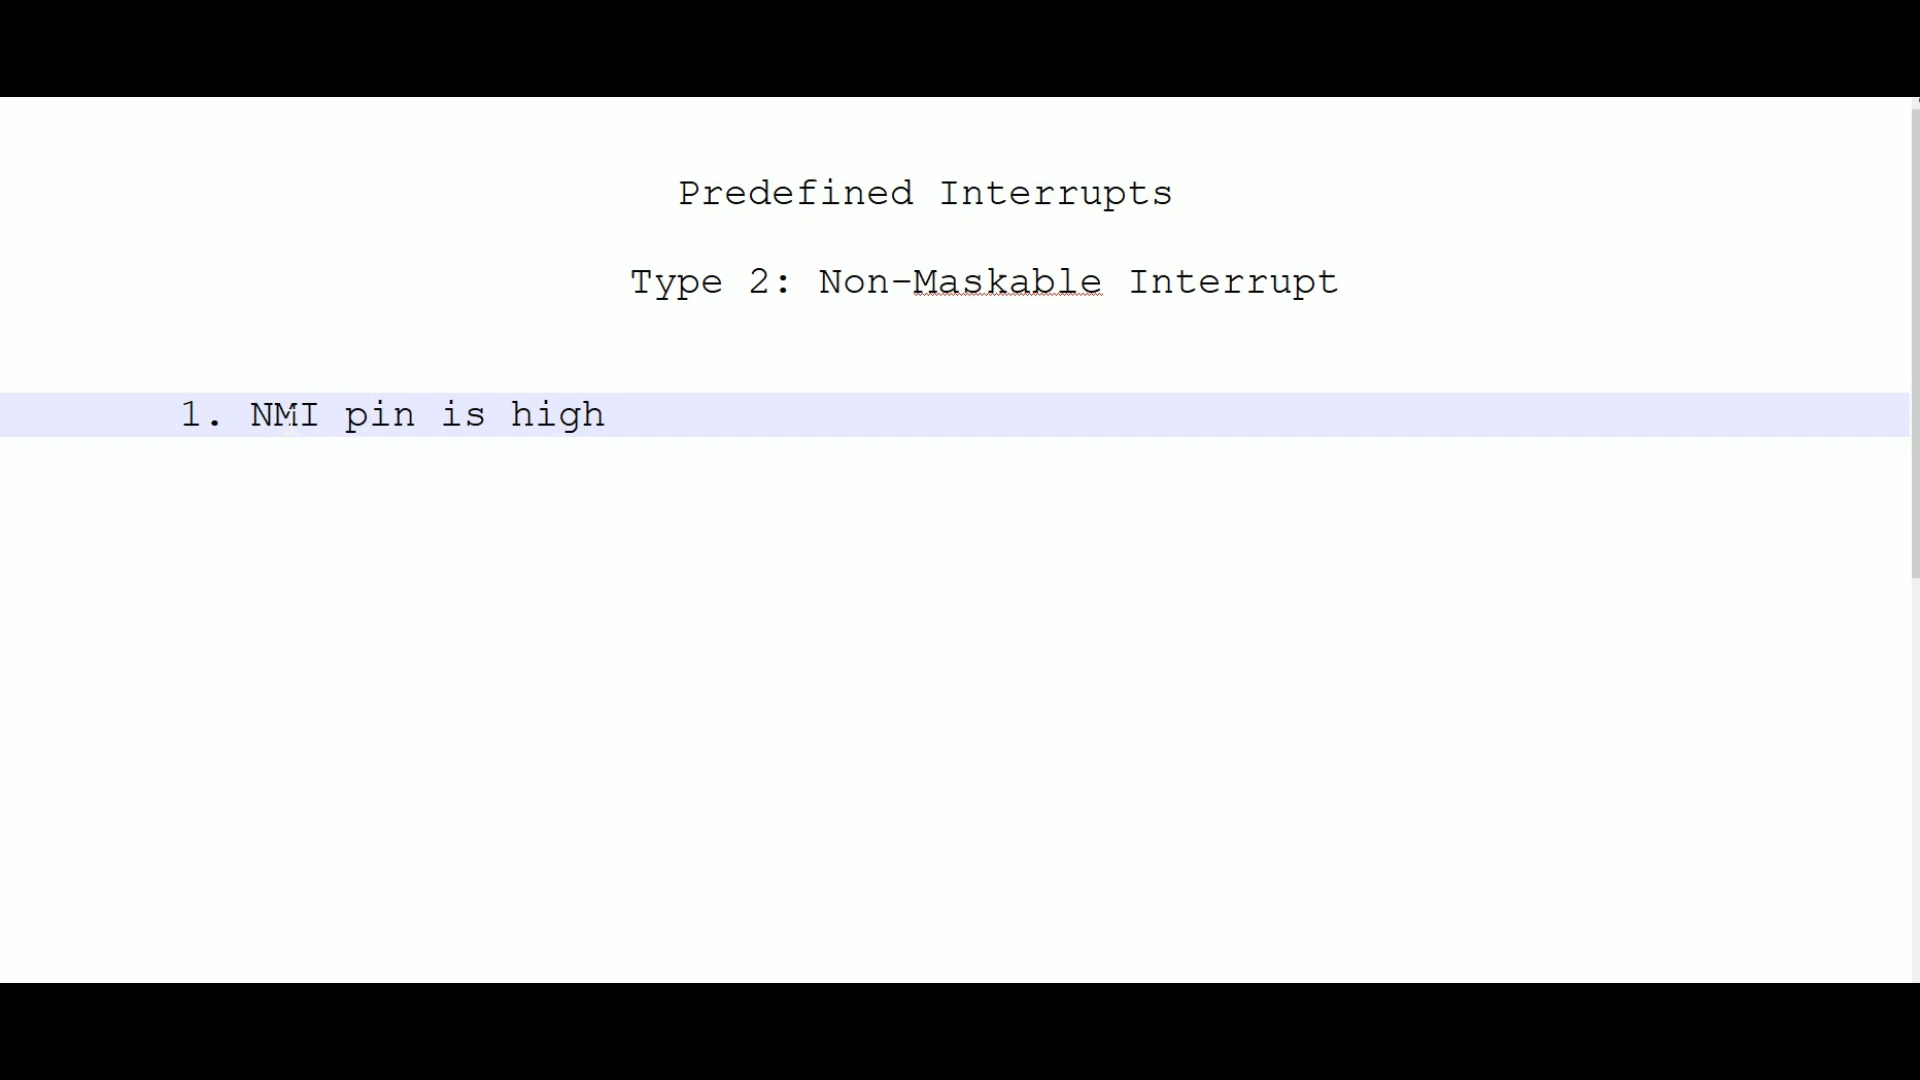 Predefined Interrupts
Type 2: Non-Maskable Interrupt
1. NMI pin is high